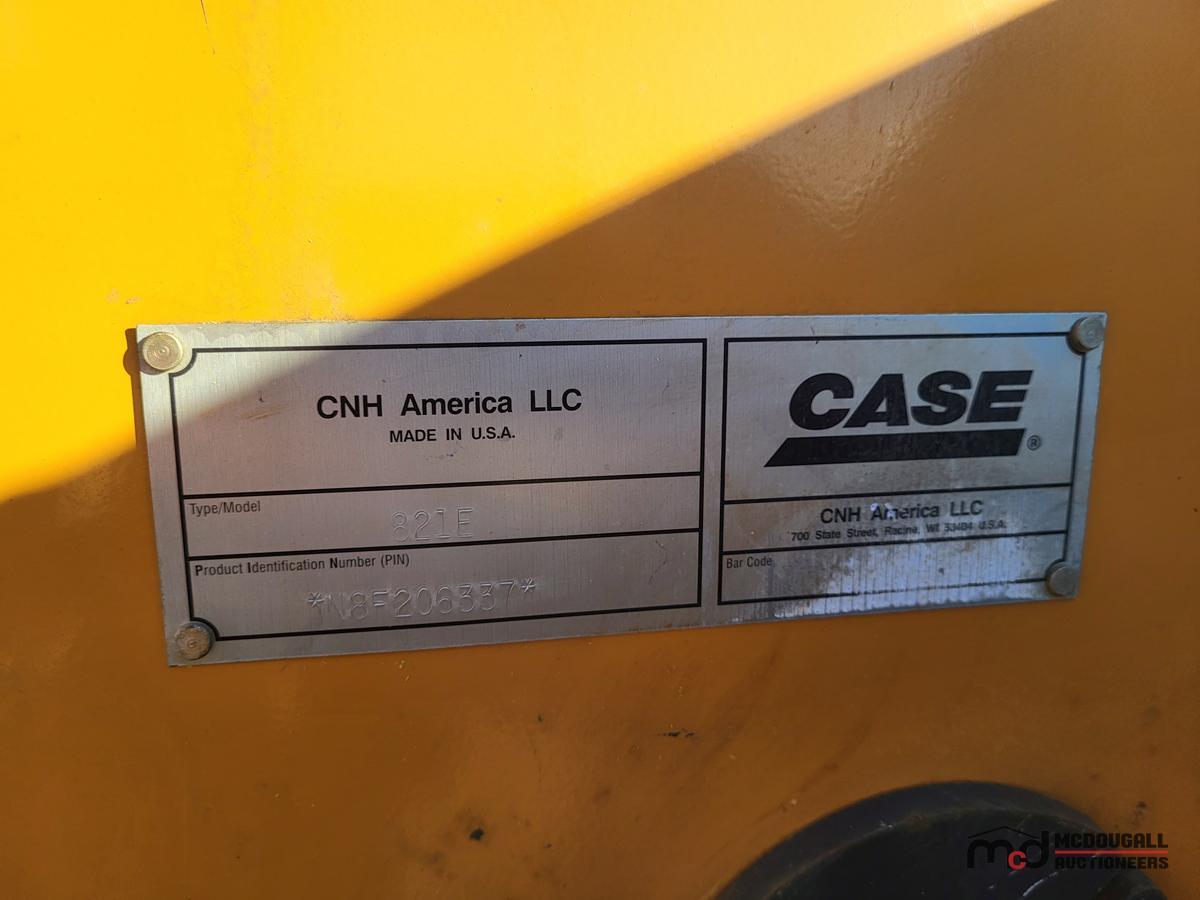 CNH America LLC
MADE IN U.S.A.
Type/Model
821E
Product Identification Number (PIN)
*N8F206337*
CASE®
CNH America LLC
700 State Street, Racine, WI 53404 U.S.A.
Bar Code
mcd MCDOUGALL
AUCTIONEERS